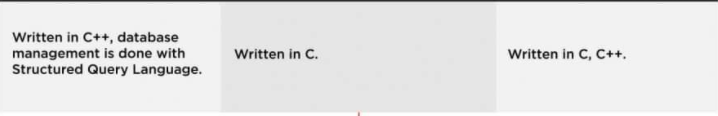 Written in C++, database
management is done with
Structured Query Language.
Written in C.
Written in C, C++.